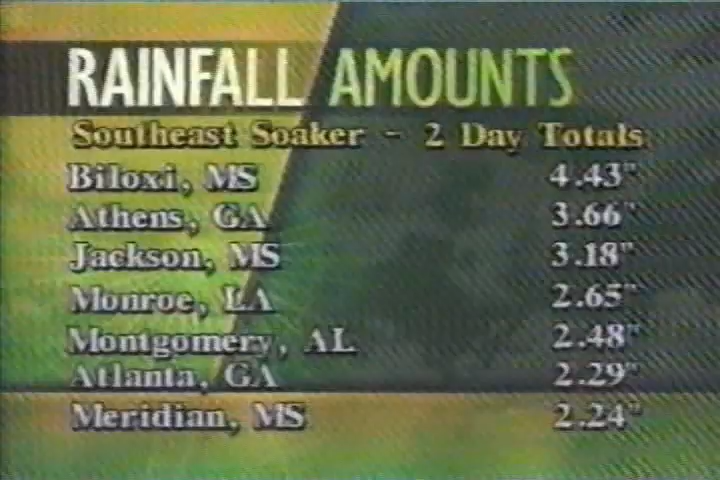 RAINFALL AMOUNTS
Southeast Soaker - 2 Day Totals
Biloxi, MS 4.43"
Athens, GA 3.66"
Jackson, MS 3.18"
Monroe, LA 2.65"
Montgomery, AL 2.48"
Atlanta, GA 2.29"
Meridian, MS 2.24"